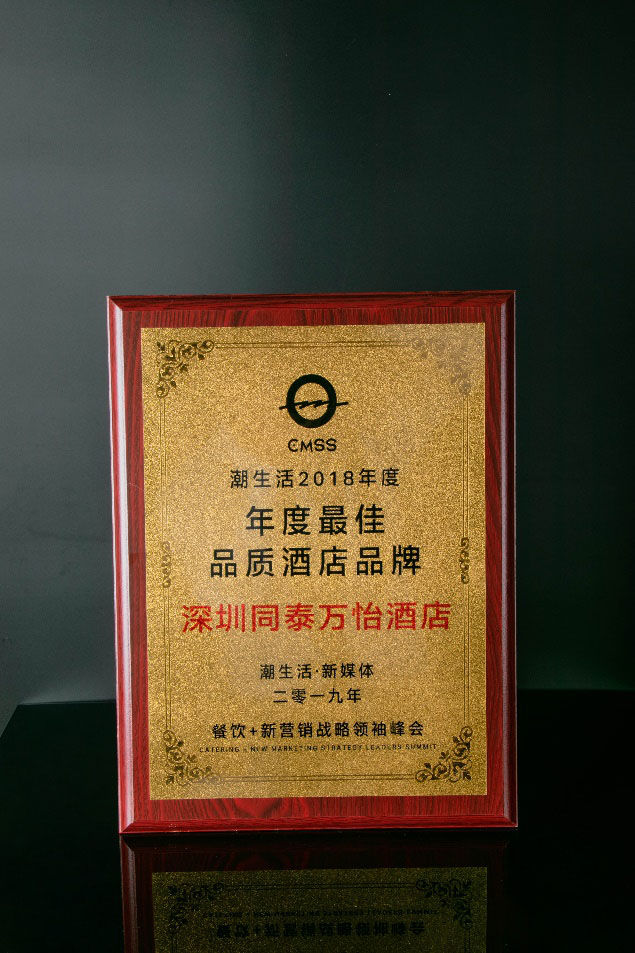 CMSS
潮生活2018年度
年度最佳
品质酒店品牌
深圳同泰万怡酒店
潮生活·新媒体
二零一九年
餐饮+新营销战略领袖峰会
CATERING + NEW MARKETING STRATEGY LEADERS SUMMIT